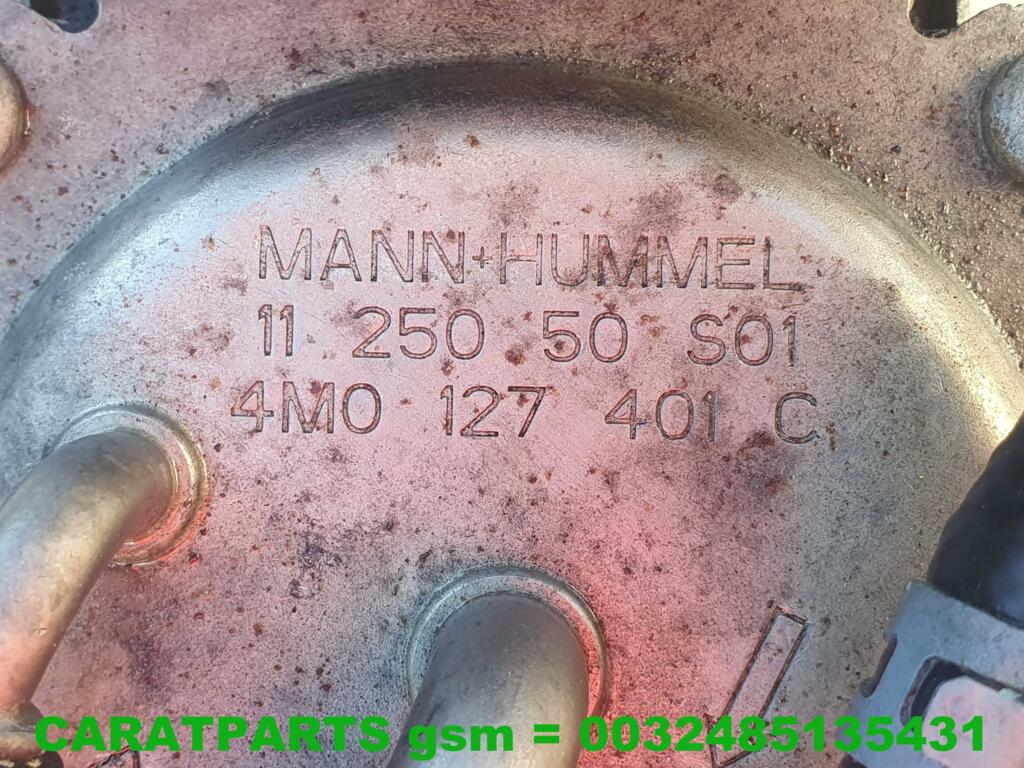 MANN+HUMMEL
11 250 50 S01
4M0 127 401 C
CARATPARTS gsm = 0032485135431